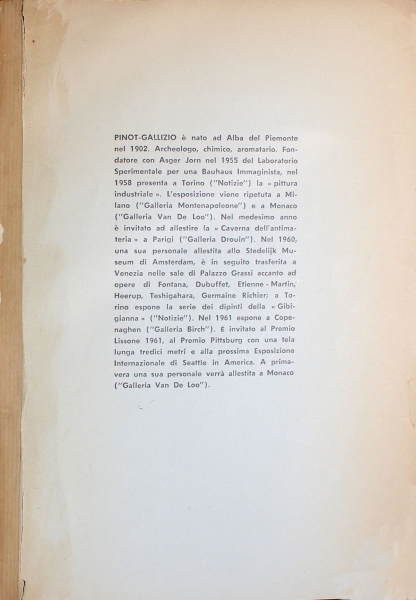 PINOT-GALLIZIO è nato ad Alba del Piemonte
nel 1902. Archeologo, chimico, aromatario. Fon-
datore con Asger Jorn nel 1955 del Laboratorio
Sperimentale per una Bauhaus Immaginista, nel
1958 presenta a Torino ("Notizie") la « pittura
industriale ». L'esposizione viene ripetuta a Mi-
lano ("Galleria Montenapoleone") e a Monaco
("Galleria Van De Loo"). Nel medesimo anno
è invitato ad allestire la « Caverna dell'antima-
teria » a Parigi ("Galleria Drouin"). Nel 1960,
una sua personale allestita allo Stedelijk Mu-
seum di Amsterdam, è in seguito trasferita a
Venezia nelle sale di Palazzo Grassi accanto ad
opere di Fontana, Dubuffet, Etienne-Martin,
Heerup, Teshigahara, Germaine Richier; a To-
rino espone la serie dei dipinti della « Gibi-
gianna » ("Notizie"). Nel 1961 espone a Cope-
naghen ("Galleria Birch"). È invitato al Premio
Lissone 1961, al Premio Pittsburg con una tela
lunga tredici metri e alla prossima Esposizione
Internazionale di Seattle in America. A prima-
vera una sua personale verrà allestita a Monaco
("Galleria Van De Loo").